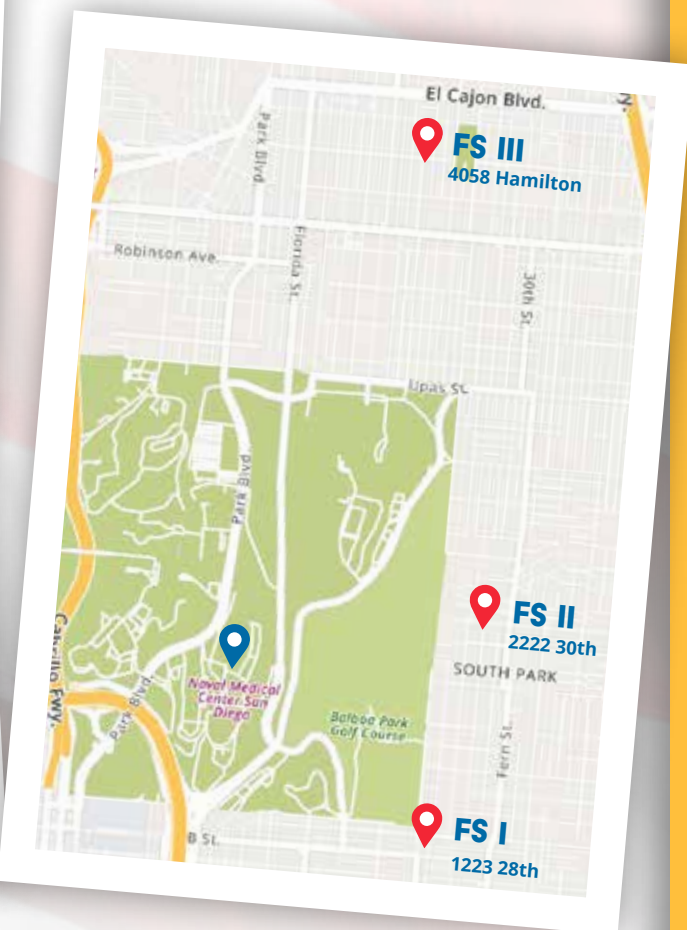 El Cajon Blvd.
y.
FS III
4058 Hamilton
Park Blvd
Florida St.
Robinson Ave.
30th St.
Upas St.
Park Blvd.
FS II
2222 30th
SOUTH PARK
Cabrillo Fwy.
Naval Medical
Center San
Diego
Park Blvd.
Balboa Park
Golf Course
Fern St.
FS I
1223 28th
B St.